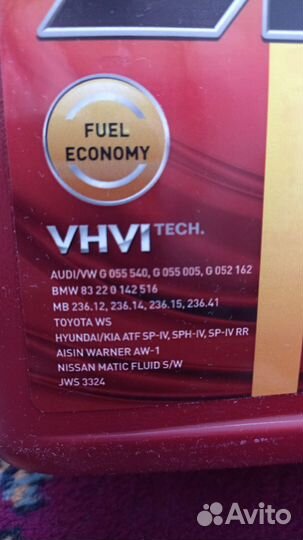 FUEL
ECONOMY
VHVI TECH.
AUDI/VW G 055 540, G 055 005, G 052 162
BMW 83 22 0 142 516
MB 236.12, 236.14, 236.15, 236.41
TOYOTA WS
HYUNDAI/KIA ATF SP-IV, SPH-IV, SP-IV RR
AISIN WARNER AW-1
NISSAN MATIC FLUID S/W
JWS 3324
Avito